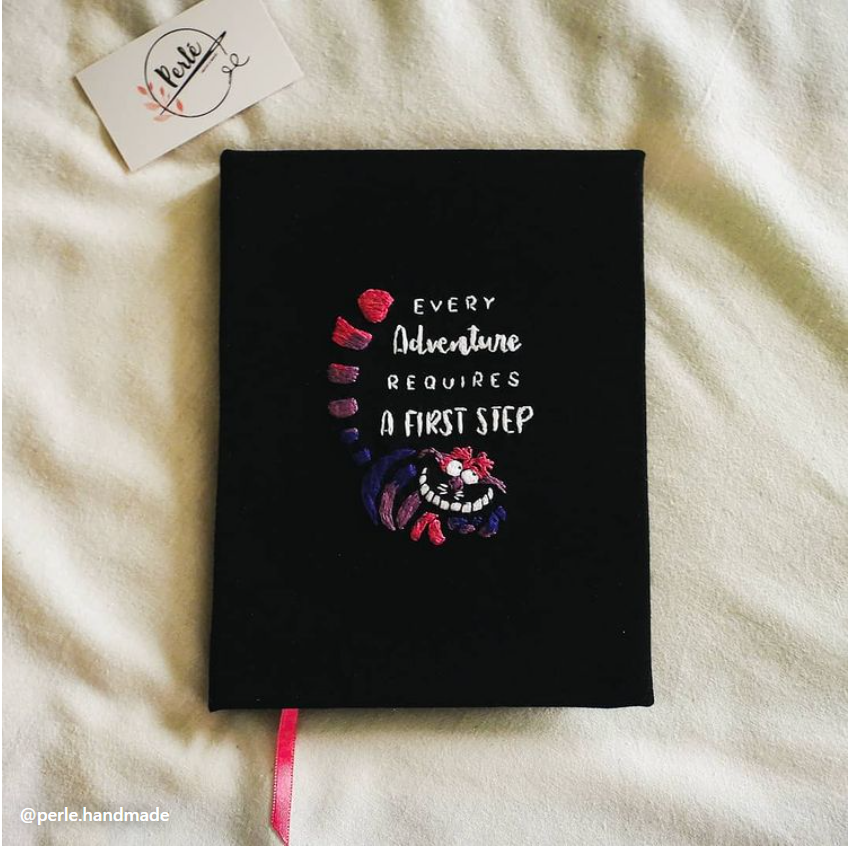 Perlé
EVERY
Adventure
REQUIRES
A FIRST STEP
@perle.handmade